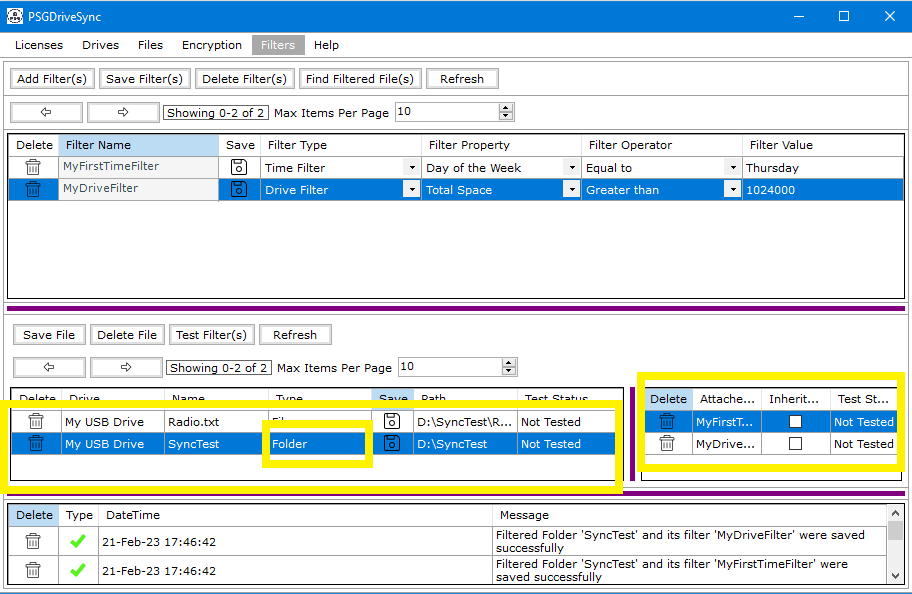 PSGDriveSync
Licenses Drives Files Encryption Filters Help
Add Filter(s) Save Filter(s) Delete Filter(s) Find Filtered File(s) Refresh
Showing 0-2 of 2 Max Items Per Page 10
Delete Filter Name Save Filter Type Filter Property Filter Operator Filter Value
MyFirstTimeFilter Time Filter Day of the Week Equal to Thursday
MyDriveFilter Drive Filter Total Space Greater than 1024000
Save File Delete File Test Filter(s) Refresh
Showing 0-2 of 2 Max Items Per Page 10
Delete Drive Name Type Save Path Test Status
My USB Drive Radio.txt D:\SyncTest\R... Not Tested
My USB Drive SyncTest Folder D:\SyncTest Not Tested
Delete Attache... Inherit... Test St...
MyFirstT... Not Tested
MyDrive... Not Tested
Delete Type DateTime Message
21-Feb-23 17:46:42 Filtered Folder 'SyncTest' and its filter 'MyDriveFilter' were saved
successfully
21-Feb-23 17:46:42 Filtered Folder 'SyncTest' and its filter 'MyFirstTimeFilter' were
saved successfully